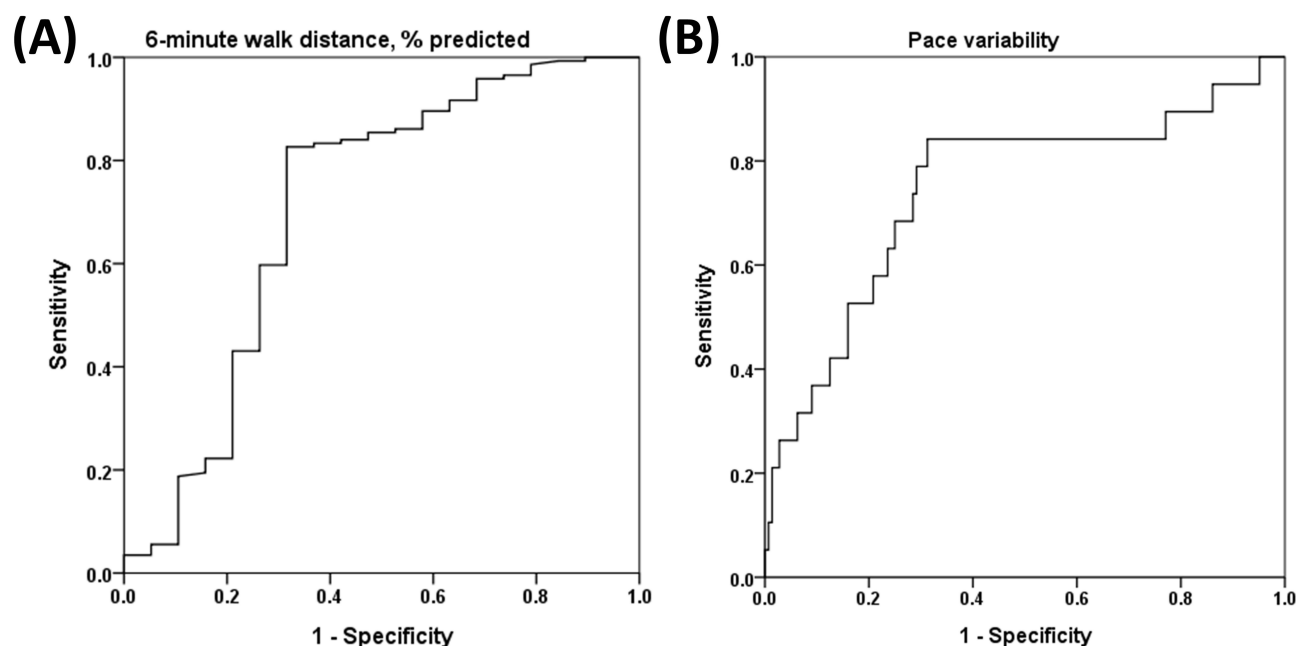 (A)
6-minute walk distance, % predicted
1.0
0.8
0.6
0.4
0.2
0.0
0.0 0.2 0.4 0.6 0.8 1.0
Sensitivity
1 - Specificity
(B)
Pace variability
1.0
0.8
0.6
0.4
0.2
0.0
0.0 0.2 0.4 0.6 0.8 1.0
Sensitivity
1 - Specificity